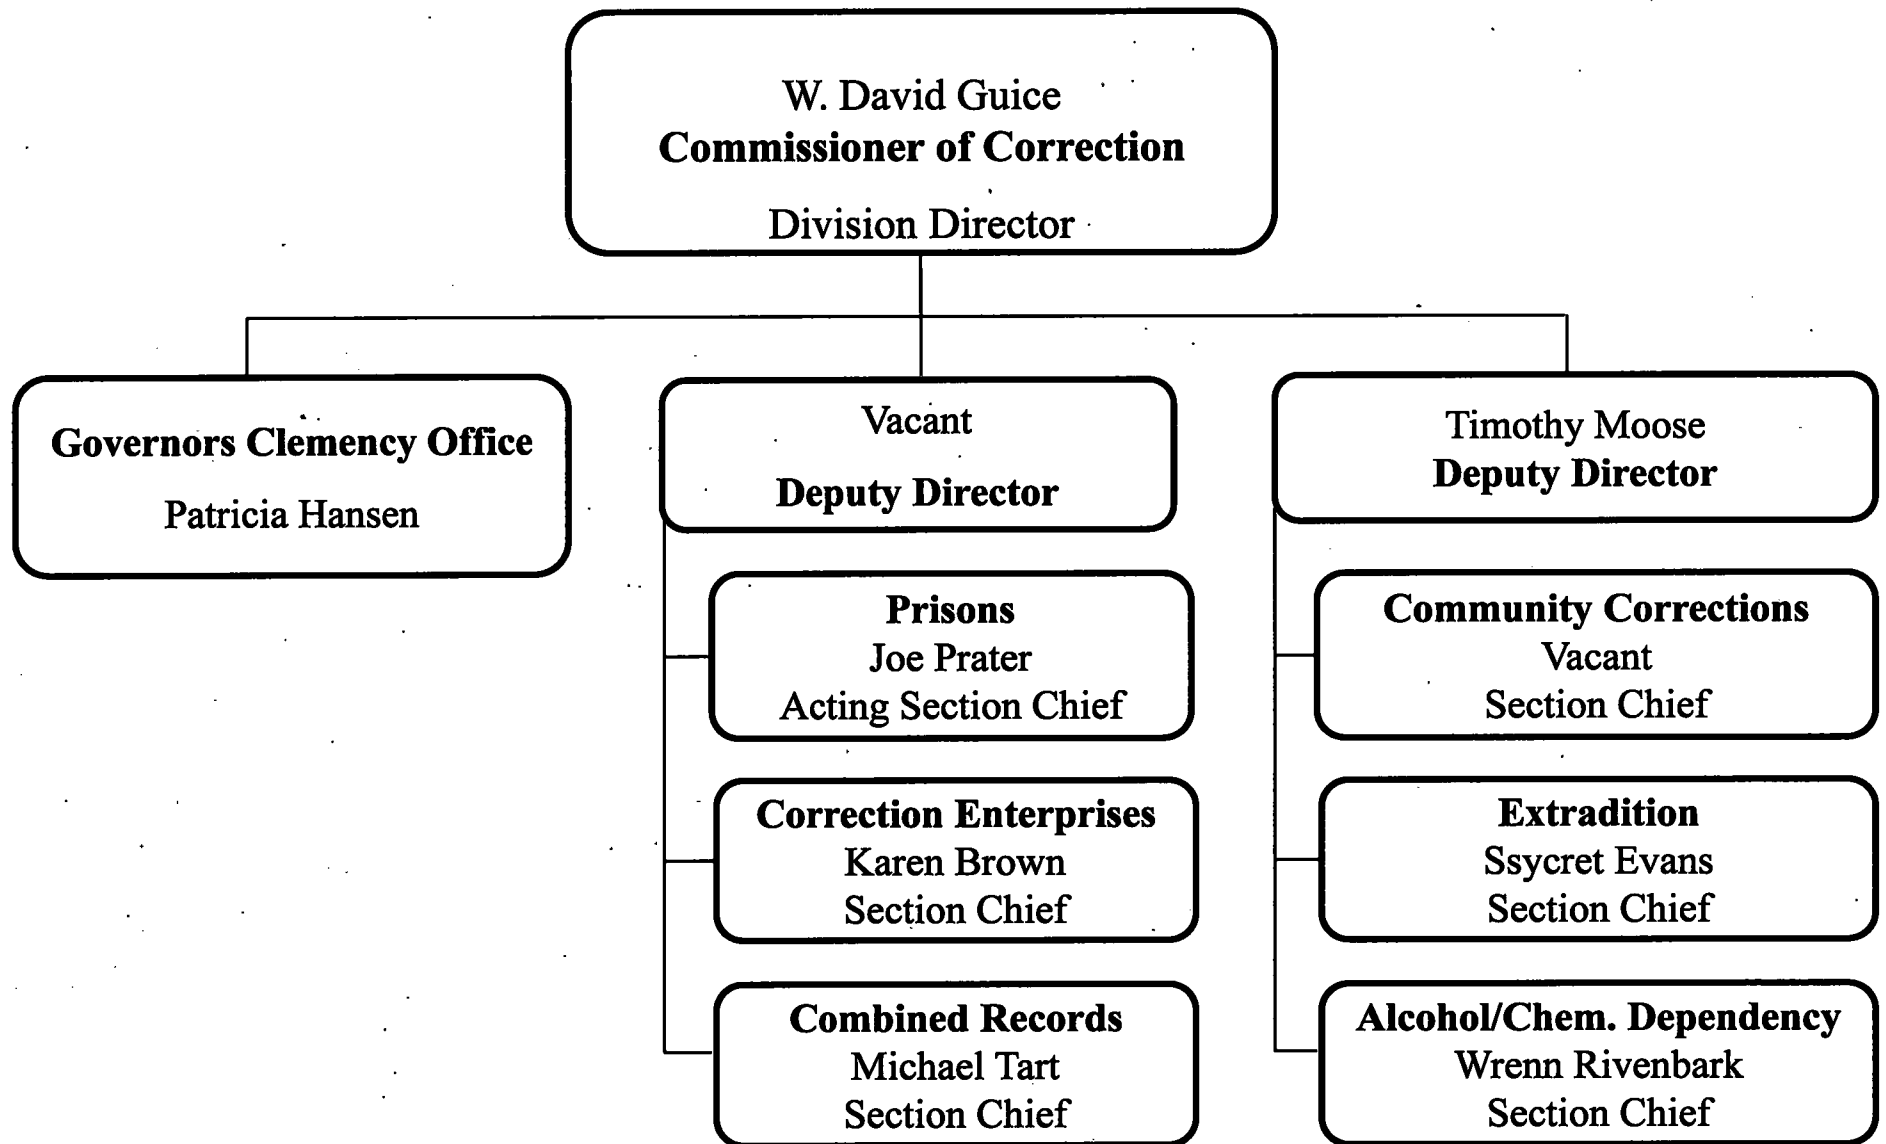 W. David Guice
Commissioner of Correction
Division Director
Governors Clemency Office
Patricia Hansen
Vacant
Deputy Director
Prisons
Joe Prater
Acting Section Chief
Correction Enterprises
Karen Brown
Section Chief
Combined Records
Michael Tart
Section Chief
Timothy Moose
Deputy Director
Community Corrections
Vacant
Section Chief
Extradition
Ssycret Evans
Section Chief
Alcohol/Chem. Dependency
Wrenn Rivenbark
Section Chief